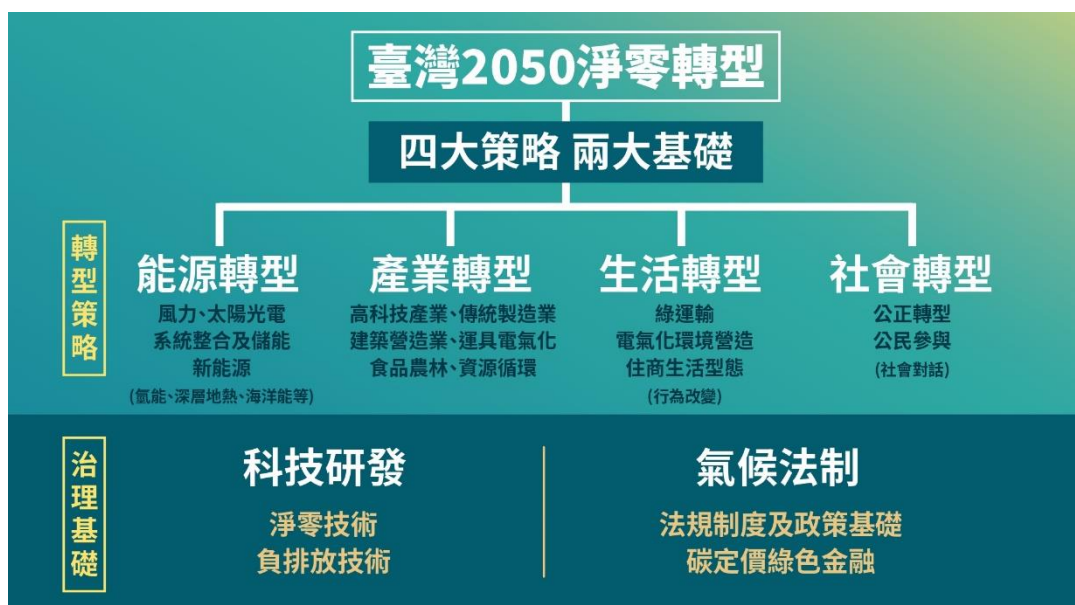 臺灣2050淨零轉型
四大策略 兩大基礎
轉型策略
能源轉型
風力、太陽光電
系統整合及儲能
新能源
(氫能、深層地熱、海洋能等)
產業轉型
高科技產業、傳統製造業
建築營造業、運具電氣化
食品農林、資源循環
生活轉型
綠運輸
電氣化環境營造
住商生活型態
(行為改變)
社會轉型
公正轉型
公民參與
(社會對話)
治理基礎
科技研發
淨零技術
負排放技術
氣候法制
法規制度及政策基礎
碳定價綠色金融